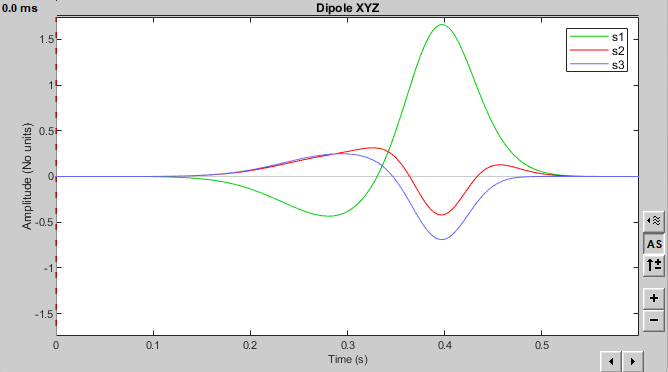 0.0 ms
Dipole XYZ
s1
s2
s3
1.5
1
0.5
0
-0.5
-1
-1.5
Amplitude (No units)
0 0.1 0.2 0.3 0.4 0.5
Time (s)
AS
+
−